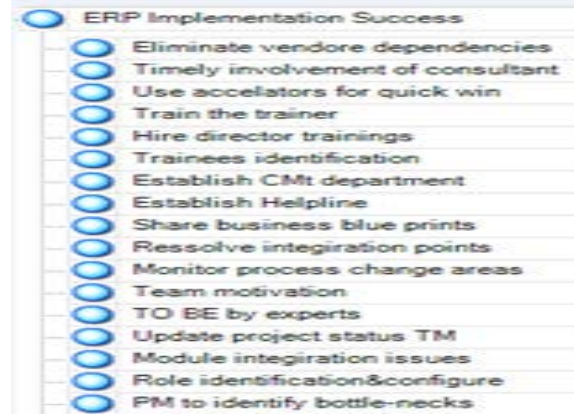 ERP Implementation Success
Eliminate vendore dependencies
Timely involvement of consultant
Use accelators for quick win
Train the trainer
Hire director trainings
Trainees identification
Establish CMt department
Establish Helpline
Share business blue prints
Ressolve integiration points
Monitor process change areas
Team motivation
TO BE by experts
Update project status TM
Module integiration issues
Role identification&configure
PM to identify bottle-necks